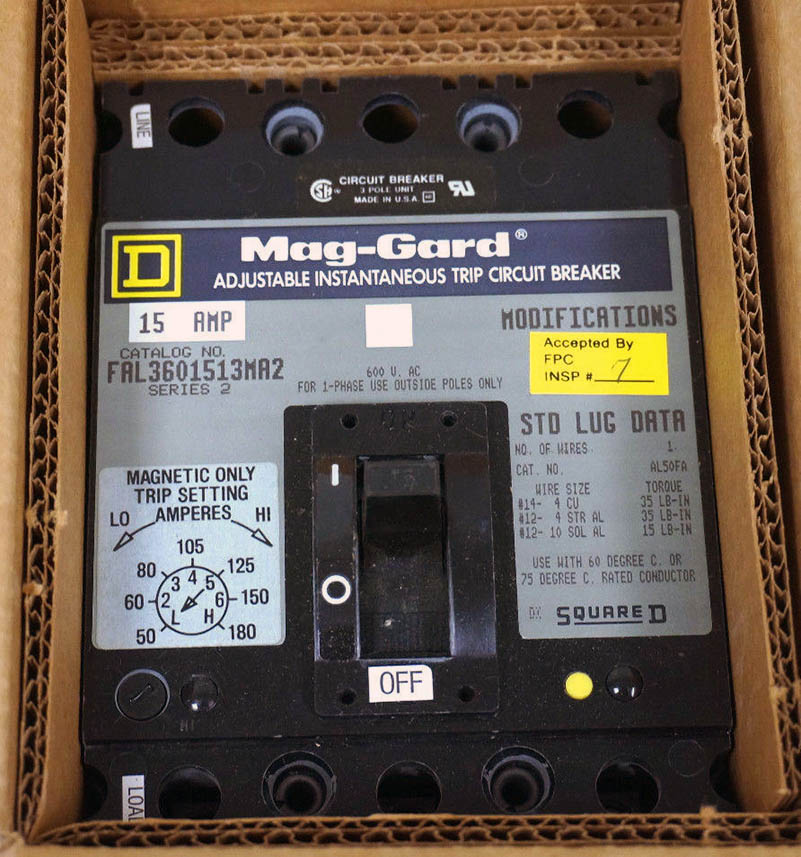 LINE
CIRCUIT BREAKER
3 POLE UNIT
MADE IN U.S.A.
D
Mag-Gard®
ADJUSTABLE INSTANTANEOUS TRIP CIRCUIT BREAKER
15 AMP
CATALOG NO.
FAL3601513MA2
SERIES 2
600 V. AC
FOR 1-PHASE USE OUTSIDE POLES ONLY
MODIFICATIONS
Accepted By
FPC
INSP # 7
STD LUG DATA
NO. OF WIRES 1
CAT. NO. AL50FA
WIRE SIZE TORQUE
#14- 4 CU 35 LB-IN
#12- 4 STR AL 35 LB-IN
#12- 10 SOL AL 15 LB-IN
USE WITH 60 DEGREE C. OR
75 DEGREE C. RATED CONDUCTOR
SQUARE D
MAGNETIC ONLY
TRIP SETTING
AMPERES
LO HI
105
80 125
3 4 5
60 2 6 150
L H
50 180
ON
I
O
OFF
HI
LOAD